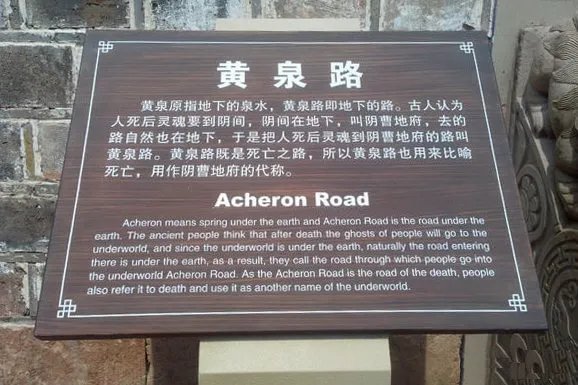 黄泉路
黄泉原指地下的泉水，黄泉路即地下的路。古人认为
人死后灵魂要到阴间，阴间在地下，叫阴曹地府，去的
路自然也在地下，于是把人死后灵魂到阴曹地府的路叫
黄泉路。黄泉路既是死亡之路，所以黄泉路也用来比喻
死亡，用作阴曹地府的代称。
Acheron Road
Acheron means spring under the earth and Acheron Road is the road under the
earth. The ancient people think that after death the ghosts of people will go to the
underworld, and since the underworld is under the earth, naturally the road entering
there is under the earth, as a result, they call the road through which people go into
the underworld Acheron Road. As the Acheron Road is the road of the death, people
also refer it to death and use it as another name of the underworld.